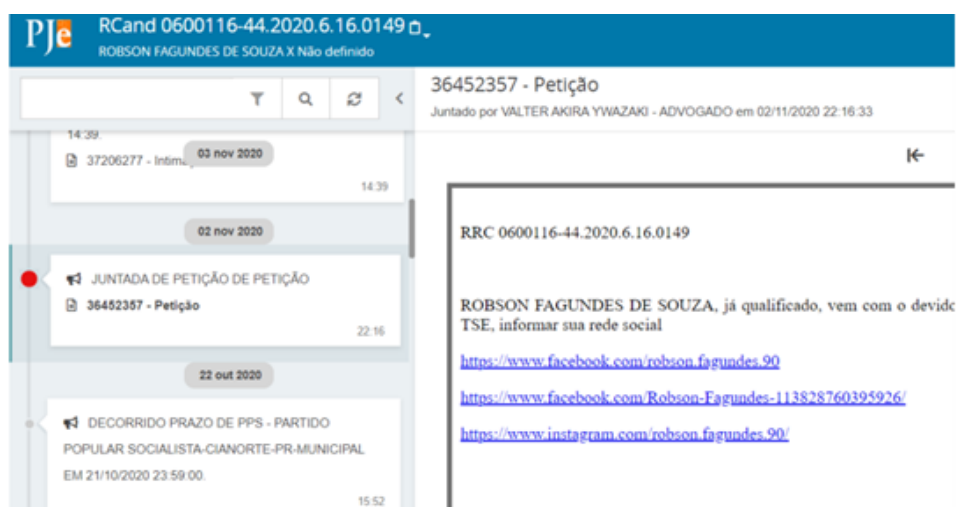 PJe
RCand 0600116-44.2020.6.16.0149
ROBSON FAGUNDES DE SOUZA X Não definido
14:39.
03 nov 2020
37206277 - Intima
14:39
02 nov 2020
JUNTADA DE PETIÇÃO DE PETIÇÃO
36452357 - Petição
22:16
22 out 2020
DECORRIDO PRAZO DE PPS - PARTIDO
POPULAR SOCIALISTA-CIANORTE-PR-MUNICIPAL
EM 21/10/2020 23:59:00.
15:52
36452357 - Petição
Juntado por VALTER AKIRA YWAZAKI - ADVOGADO em 02/11/2020 22:16:33
RRC 0600116-44.2020.6.16.0149
ROBSON FAGUNDES DE SOUZA, já qualificado, vem com o devido
TSE, informar sua rede social
https://www.facebook.com/robson.fagundes.90
https://www.facebook.com/Robson-Fagundes-113828760395926/
https://www.instagram.com/robson.fagundes.90/